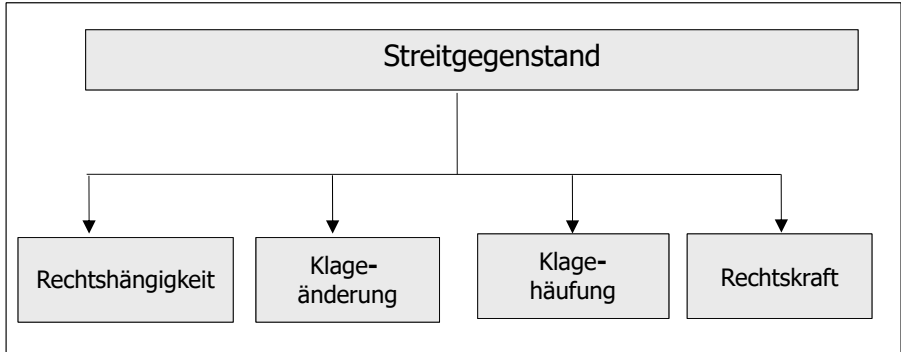 Streitgegenstand
Rechtshängigkeit
Klage-
änderung
Klage-
häufung
Rechtskraft